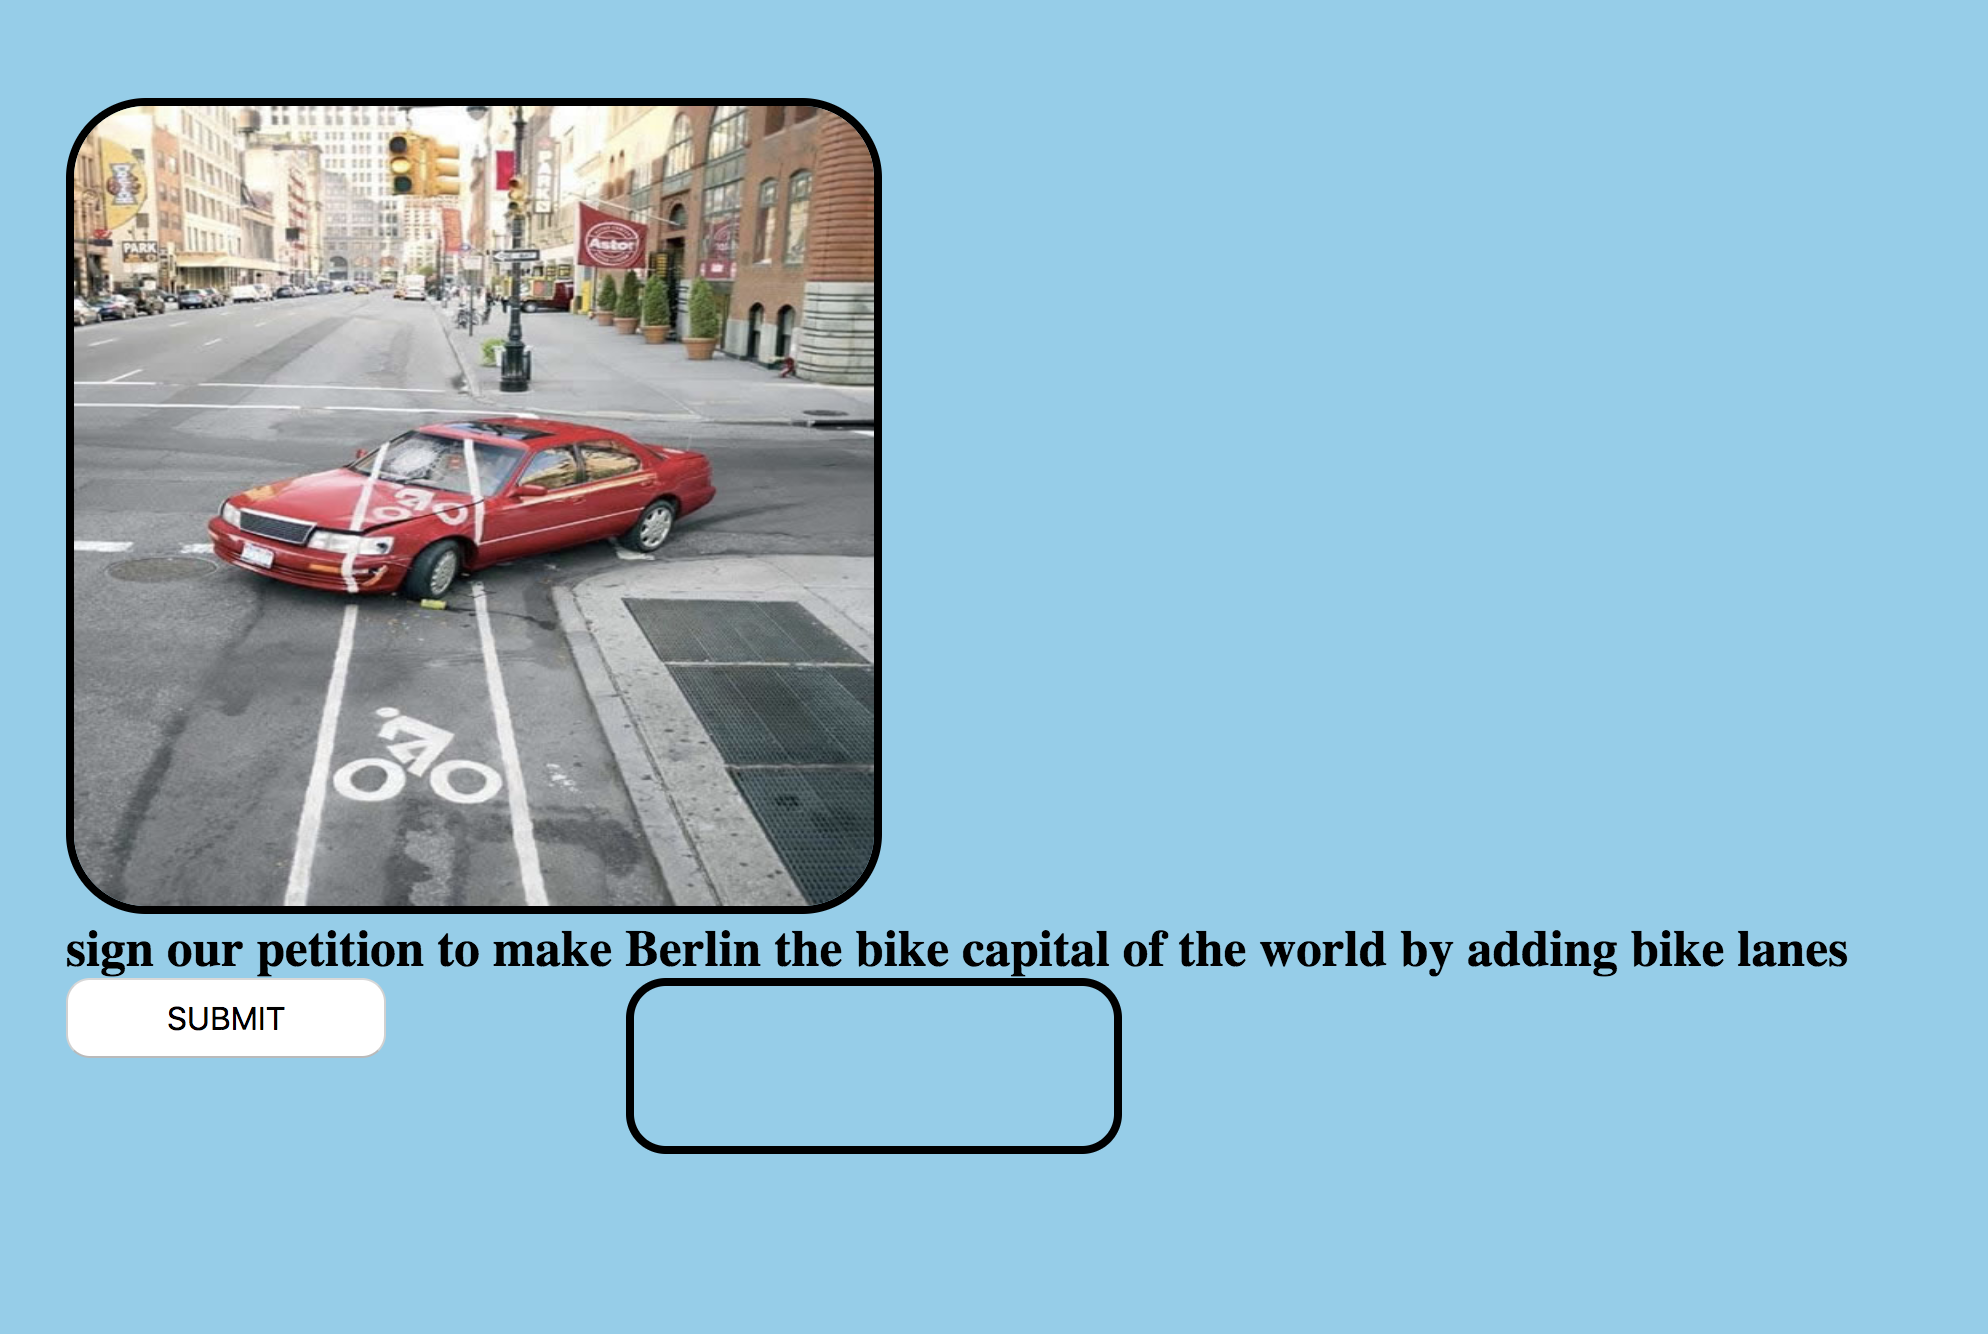 PARK
PARK
Astor
sign our petition to make Berlin the bike capital of the world by adding bike lanes
SUBMIT